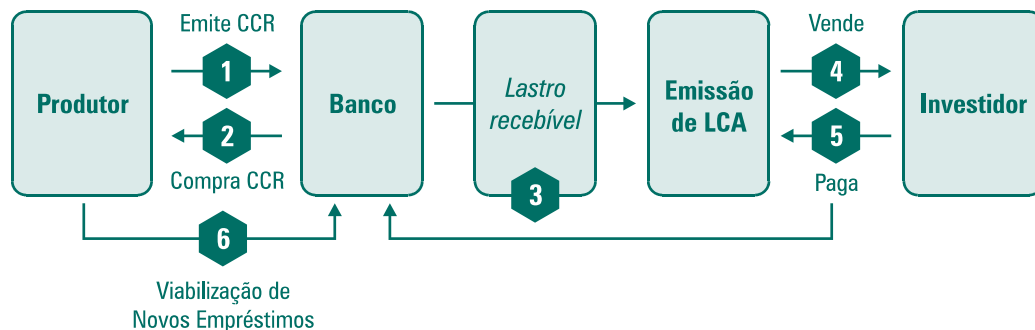 Emite CCR
Vende
1
4
Produtor
Banco
Lastro
recebível
Emissão
de LCA
Investidor
2
5
Compra CCR
3
Paga
6
Viabilização de
Novos Empréstimos